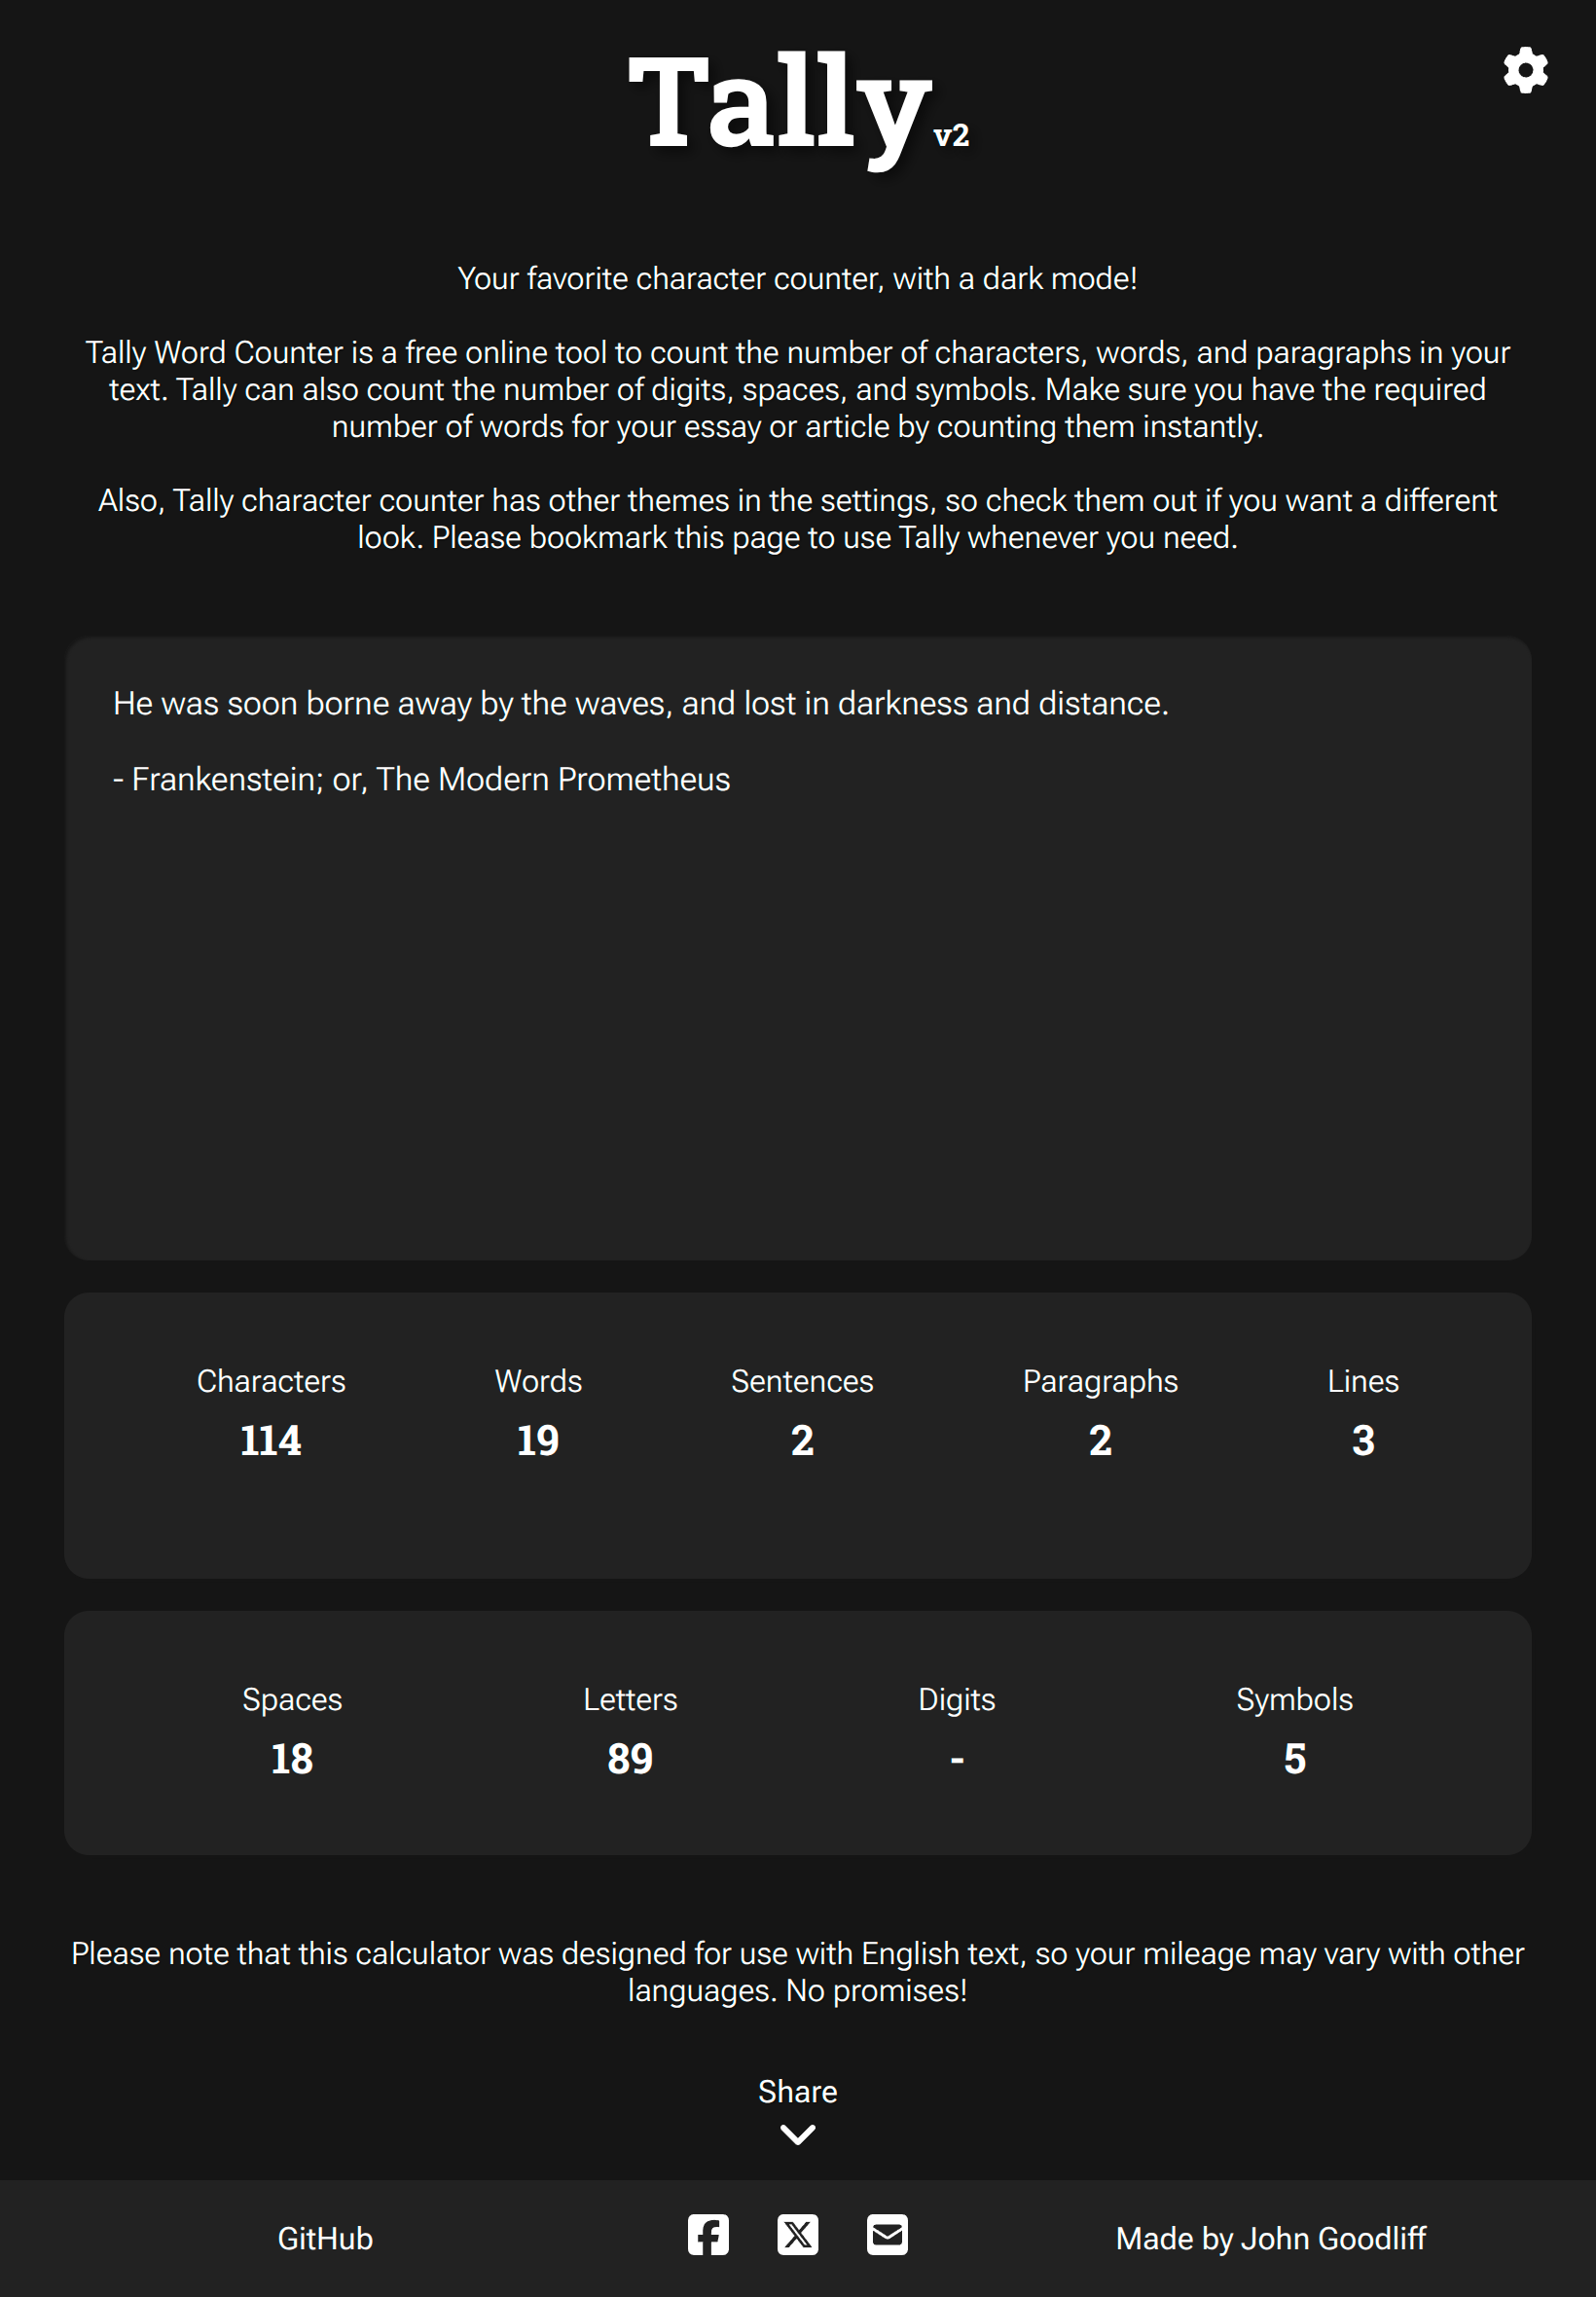 Tally v2
Your favorite character counter, with a dark mode!
Tally Word Counter is a free online tool to count the number of characters, words, and paragraphs in your
text. Tally can also count the number of digits, spaces, and symbols. Make sure you have the required
number of words for your essay or article by counting them instantly.
Also, Tally character counter has other themes in the settings, so check them out if you want a different
look. Please bookmark this page to use Tally whenever you need.
He was soon borne away by the waves, and lost in darkness and distance.
- Frankenstein; or, The Modern Prometheus
Characters Words Sentences Paragraphs Lines
114 19 2 2 3
Spaces Letters Digits Symbols
18 89 - 5
Please note that this calculator was designed for use with English text, so your mileage may vary with other
languages. No promises!
Share
GitHub Made by John Goodliff